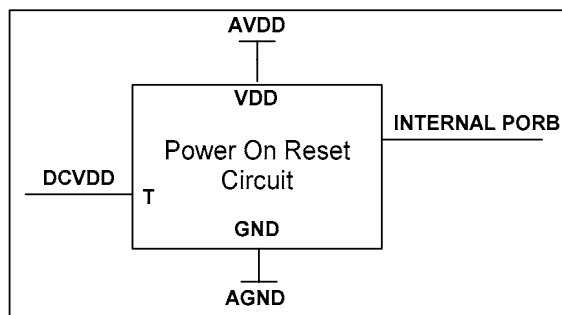 AVDD
VDD
INTERNAL PORB
Power On Reset
Circuit
DCVDD
T
GND
AGND